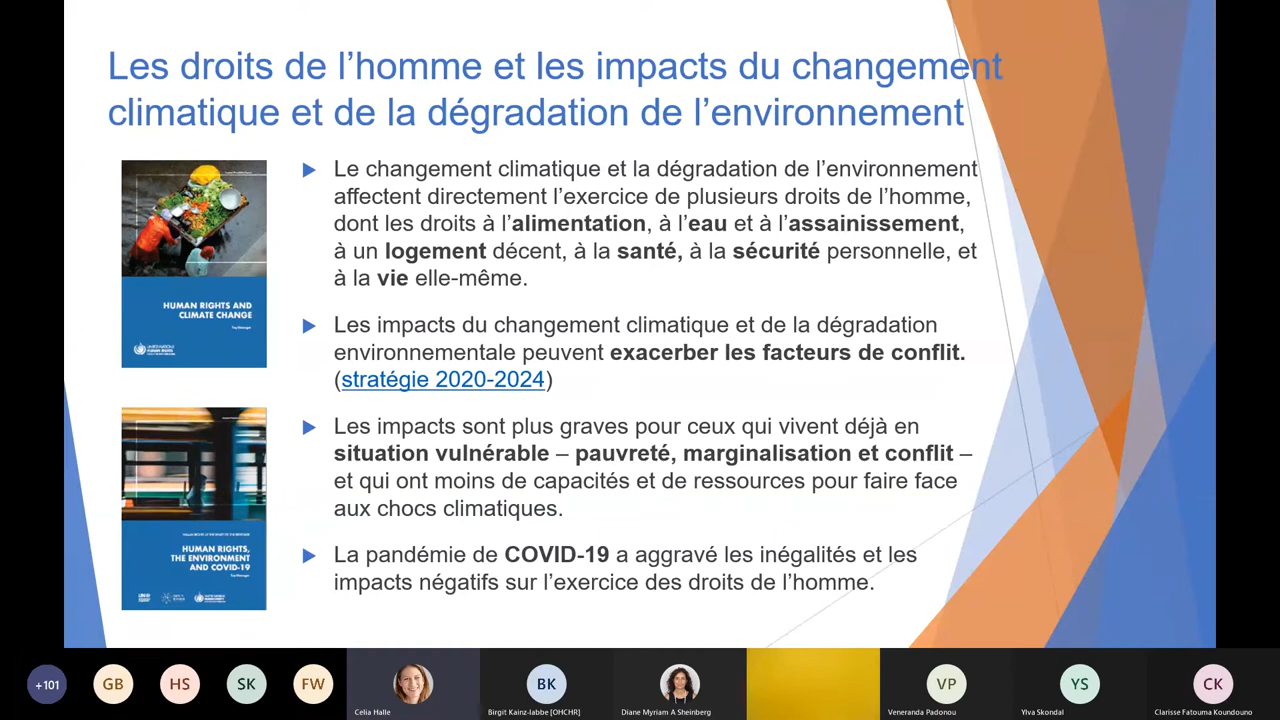 Les droits de l’homme et les impacts du changement
climatique et de la dégradation de l’environnement
Le changement climatique et la dégradation de l’environnement
affectent directement l’exercice de plusieurs droits de l’homme,
dont les droits à l’alimentation, à l’eau et à l’assainissement,
à un logement décent, à la santé, à la sécurité personnelle, et
à la vie elle-même.
Les impacts du changement climatique et de la dégradation
environnementale peuvent exacerber les facteurs de conflit.
(stratégie 2020-2024)
Les impacts sont plus graves pour ceux qui vivent déjà en
situation vulnérable – pauvreté, marginalisation et conflit –
et qui ont moins de capacités et de ressources pour faire face
aux chocs climatiques.
La pandémie de COVID-19 a aggravé les inégalités et les
impacts négatifs sur l’exercice des droits de l’homme.
HUMAN RIGHTS AND
CLIMATE CHANGE
HUMAN RIGHTS,
THE ENVIRONMENT
AND COVID-19
+101
GB
HS
SK
FW
Celia Halle
BK
Birgit Kainz-labbe [OHCHR]
Diane Myriam A Sheinberg
VP
Veneranda Padonou
YS
Ylva Skondal
CK
Clarisse Fatouma Koundouno